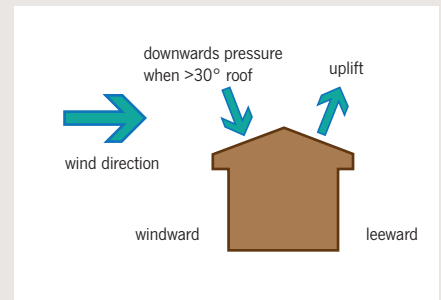 downwards pressure
when >30° roof
uplift
wind direction
windward
leeward